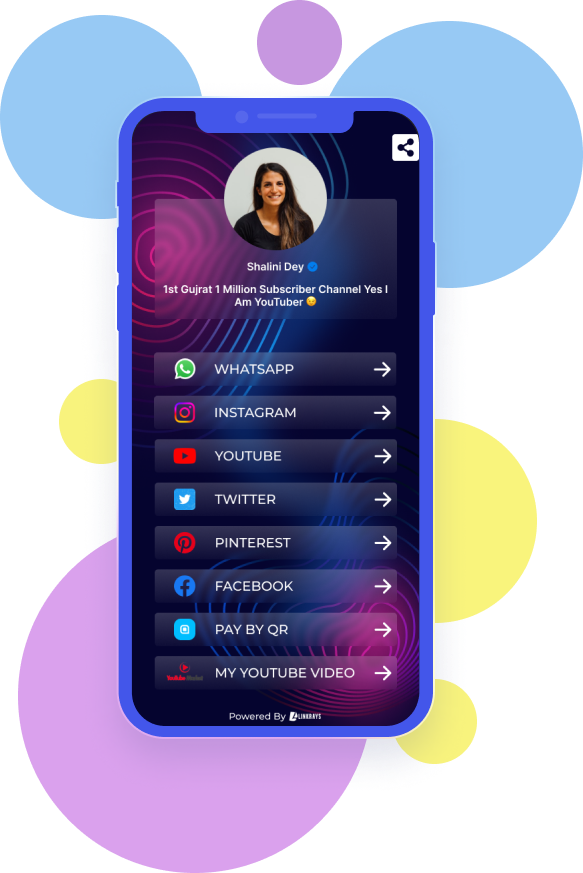 Shalini Dey
1st Gujrat 1 Million Subscriber Channel Yes I
Am YouTuber 😉
WHATSAPP
INSTAGRAM
YOUTUBE
TWITTER
PINTEREST
FACEBOOK
PAY BY QR
MY YOUTUBE VIDEO
Powered By LINKBAYS